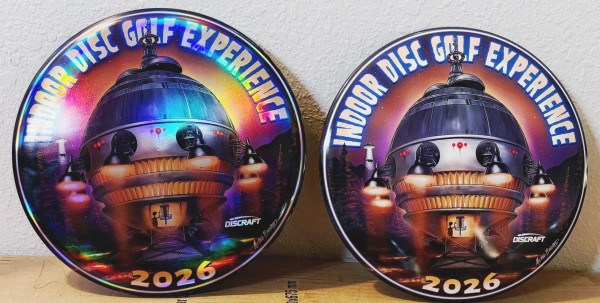 INDOOR DISC GOLF EXPERIENCE
DISCRAFT
2026
INDOOR DISC GOLF EXPERIENCE
DISCRAFT
2026